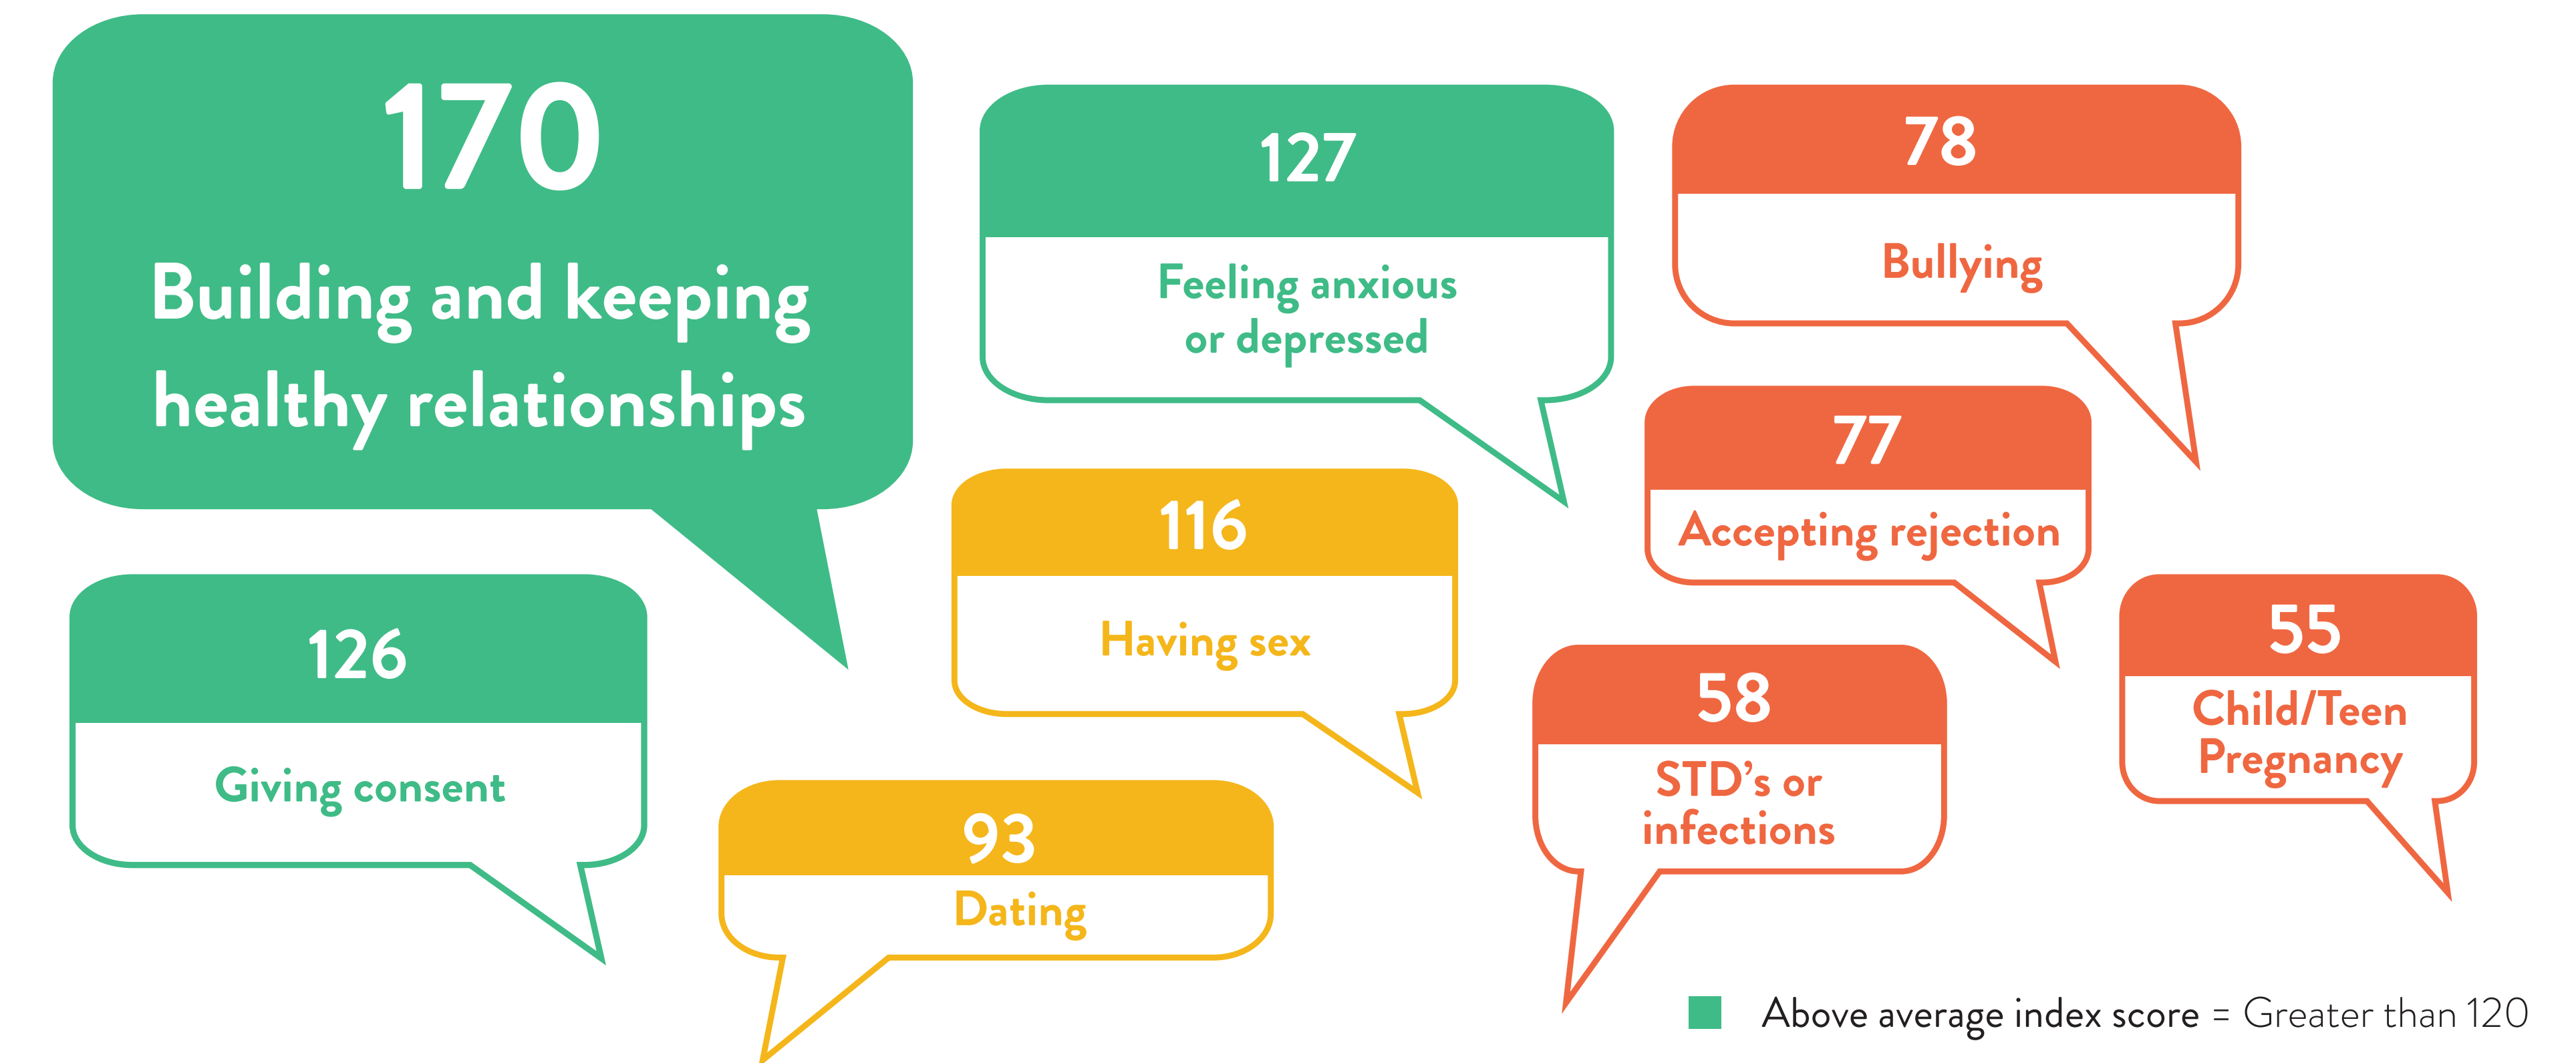 170
Building and keeping
healthy relationships
127
Feeling anxious
or depressed
78
Bullying
77
Accepting rejection
116
Having sex
126
Giving consent
55
Child/Teen
Pregnancy
58
STD’s or
infections
93
Dating
Above average index score = Greater than 120